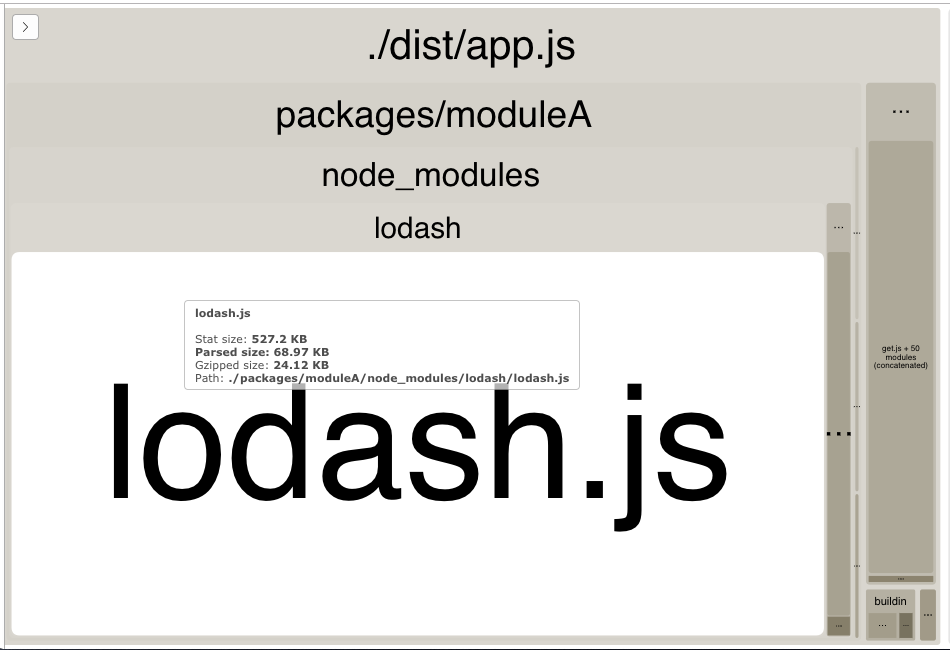 ./dist/app.js
packages/moduleA
...
node_modules
lodash
...
...
lodash.js
Stat size: 527.2 KB
Parsed size: 68.97 KB
Gzipped size: 24.12 KB
Path: ./packages/moduleA/node_modules/lodash/lodash.js
get.js + 50
modules
(concatenated)
...
...
lodash.js
...
...
buildin
...
...
...
...